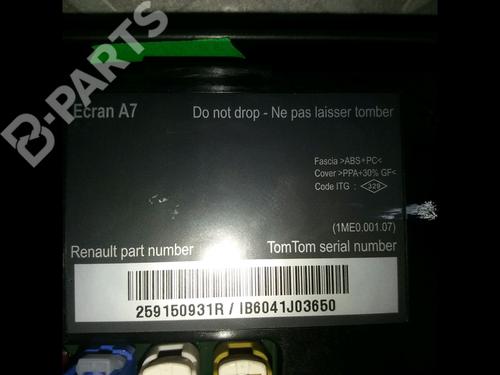 B-PARTS
Ecran A7
Do not drop - Ne pas laisser tomber
Fascia >ABS+PC<
Cover >PPA+30% GF<
Code ITG : 329
(1ME0.001.07)
Renault part number
TomTom serial number
259150931R / IB6041J03650